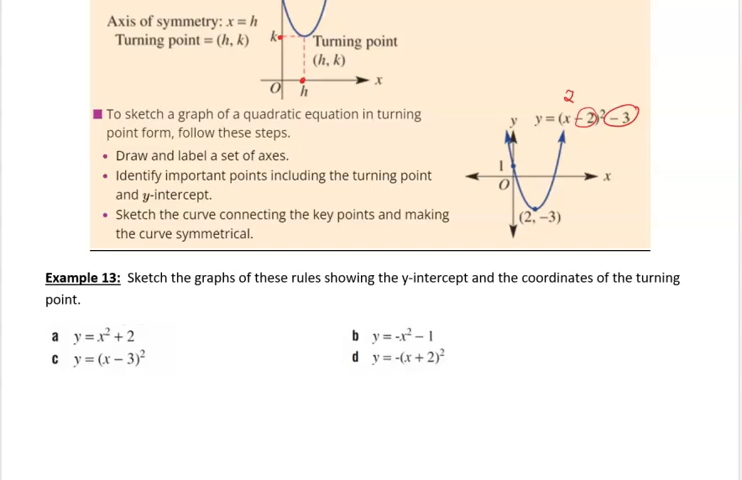 Axis of symmetry: x = h
Turning point = (h, k)
k
Turning point
(h, k)
O
h
x
■ To sketch a graph of a quadratic equation in turning
point form, follow these steps.
• Draw and label a set of axes.
• Identify important points including the turning point
and y-intercept.
• Sketch the curve connecting the key points and making
the curve symmetrical.
2
y
y = (x − 2)² − 3
1
O
x
(2, −3)
Example 13: Sketch the graphs of these rules showing the y-intercept and the coordinates of the turning
point.
a y = x² + 2
b y = -x² − 1
c y = (x − 3)²
d y = -(x + 2)²